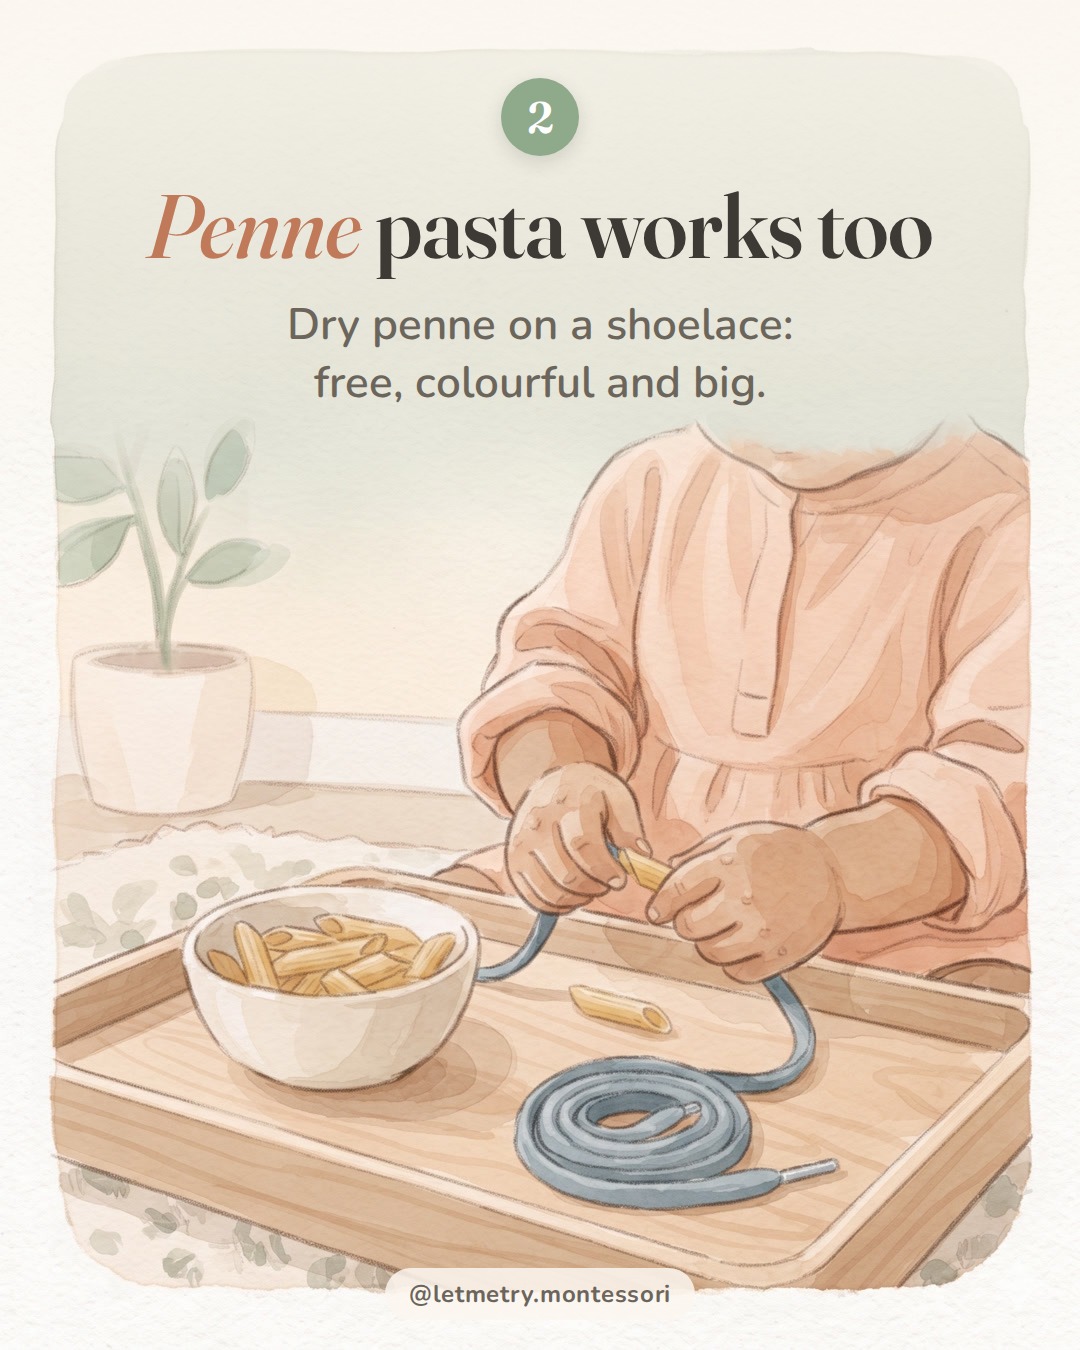 2
Penne pasta works too
Dry penne on a shoelace:
free, colourful and big.
@letmetry.montessori